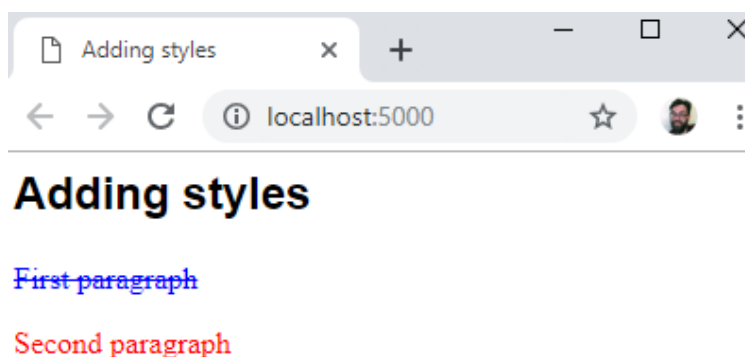 Adding styles
localhost:5000
Adding styles
First paragraph
Second paragraph